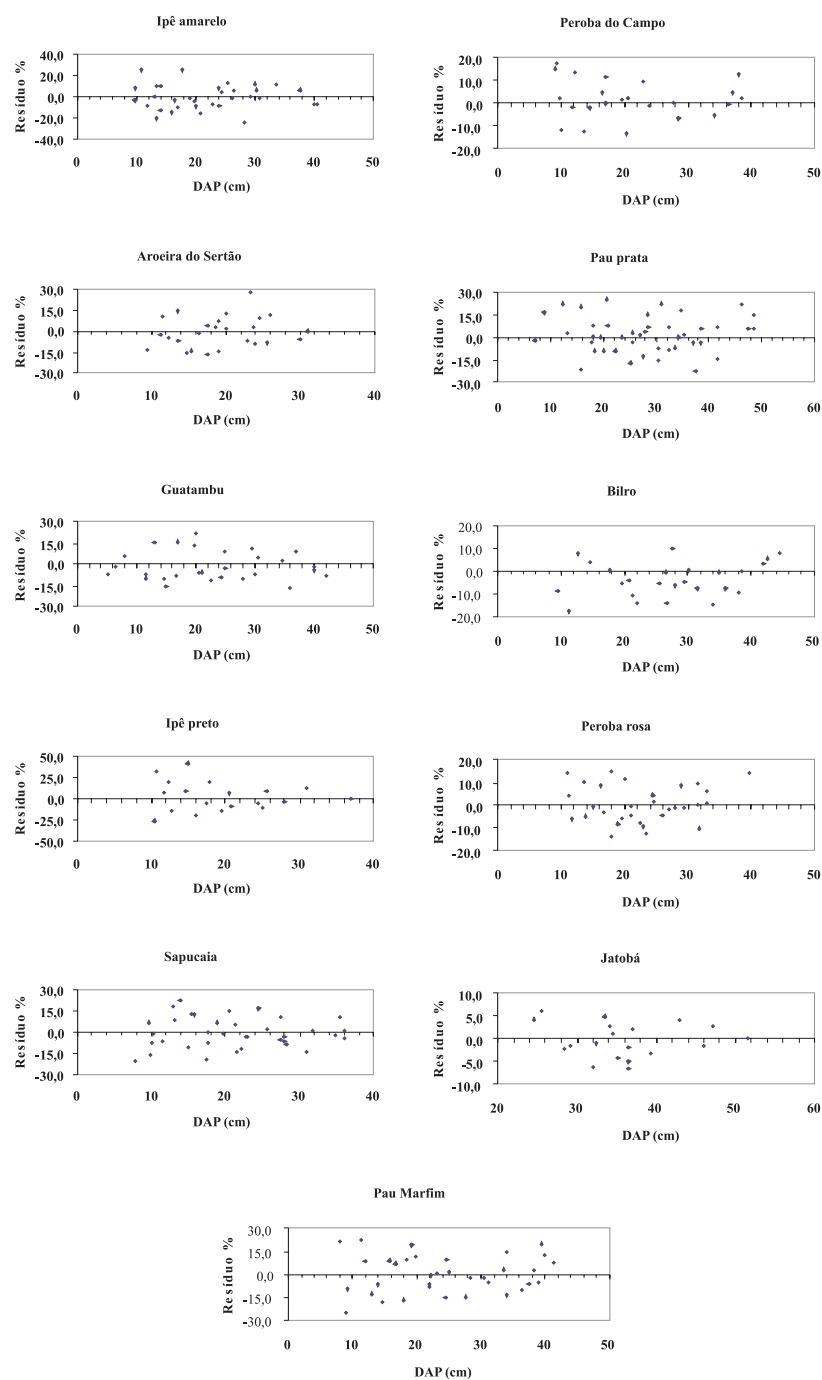 Ipê amarelo
Resíduo %
40,0
20,0
0,0
-20,0
-40,0
0 10 20 30 40 50
DAP (cm)
Peroba do Campo
Resíduo %
20,0
10,0
0,0
-10,0
-20,0
0 10 20 30 40 50
DAP (cm)
Aroeira do Sertão
Resíduo %
30,0
15,0
0,0
-15,0
-30,0
0 10 20 30 40
DAP (cm)
Pau prata
Resíduo %
30,0
15,0
0,0
-15,0
-30,0
0 10 20 30 40 50 60
DAP (cm)
Guatambu
Resíduo %
30,0
15,0
0,0
-15,0
-30,0
0 10 20 30 40 50
DAP (cm)
Bilro
Resíduo %
20,0
10,0
0,0
-10,0
-20,0
0 10 20 30 40 50
DAP (cm)
Ipê preto
Resíduo %
50,0
25,0
0,0
-25,0
-50,0
0 10 20 30 40
DAP (cm)
Peroba rosa
Resíduo %
20,0
10,0
0,0
-10,0
-20,0
0 10 20 30 40 50
DAP (cm)
Sapucaia
Resíduo %
30,0
15,0
0,0
-15,0
-30,0
0 10 20 30 40
DAP (cm)
Jatobá
Resíduo %
10,0
5,0
0,0
-5,0
-10,0
20 30 40 50 60
DAP (cm)
Pau Marfim
Resíduo %
30,0
15,0
0,0
-15,0
-30,0
0 10 20 30 40 50
DAP (cm)